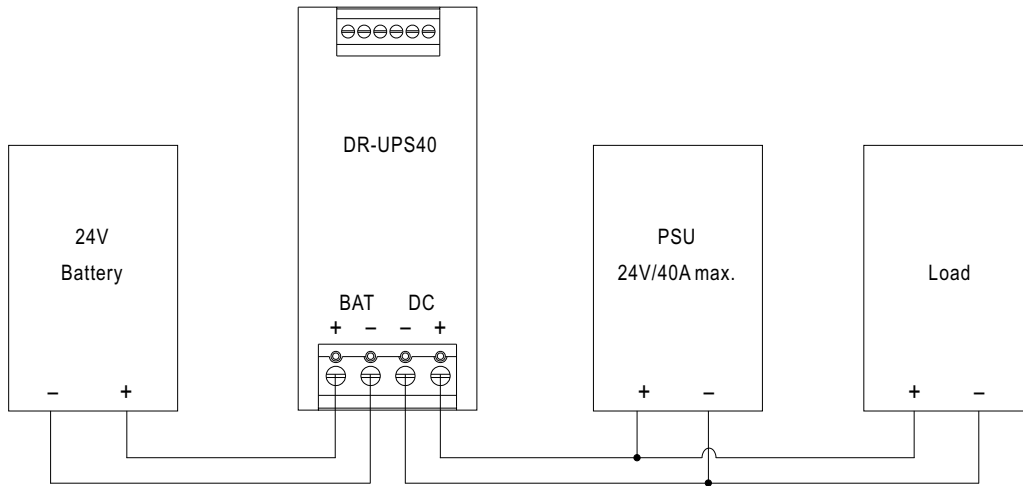 DR-UPS40
24V
Battery
PSU
24V/40A max.
Load
BAT DC
+ – – +
– +
+ –
+ –